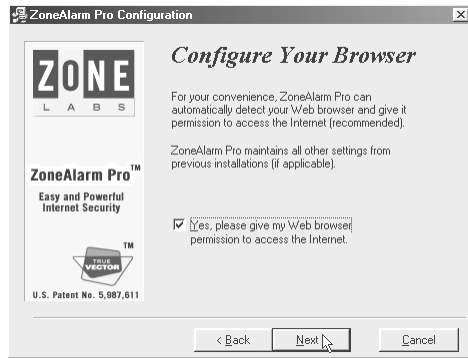 ZoneAlarm Pro Configuration
ZONE
LABS
ZoneAlarm Pro™
Easy and Powerful
Internet Security
TM
TRUE
VECTOR
U.S. Patent No. 5,987,611
Configure Your Browser
For your convenience, ZoneAlarm Pro can
automatically detect your Web browser and give it
permission to access the Internet (recommended).
ZoneAlarm Pro maintains all other settings from
previous installations (if applicable).
Yes, please give my Web browser
permission to access the Internet.
< Back
Next >
Cancel